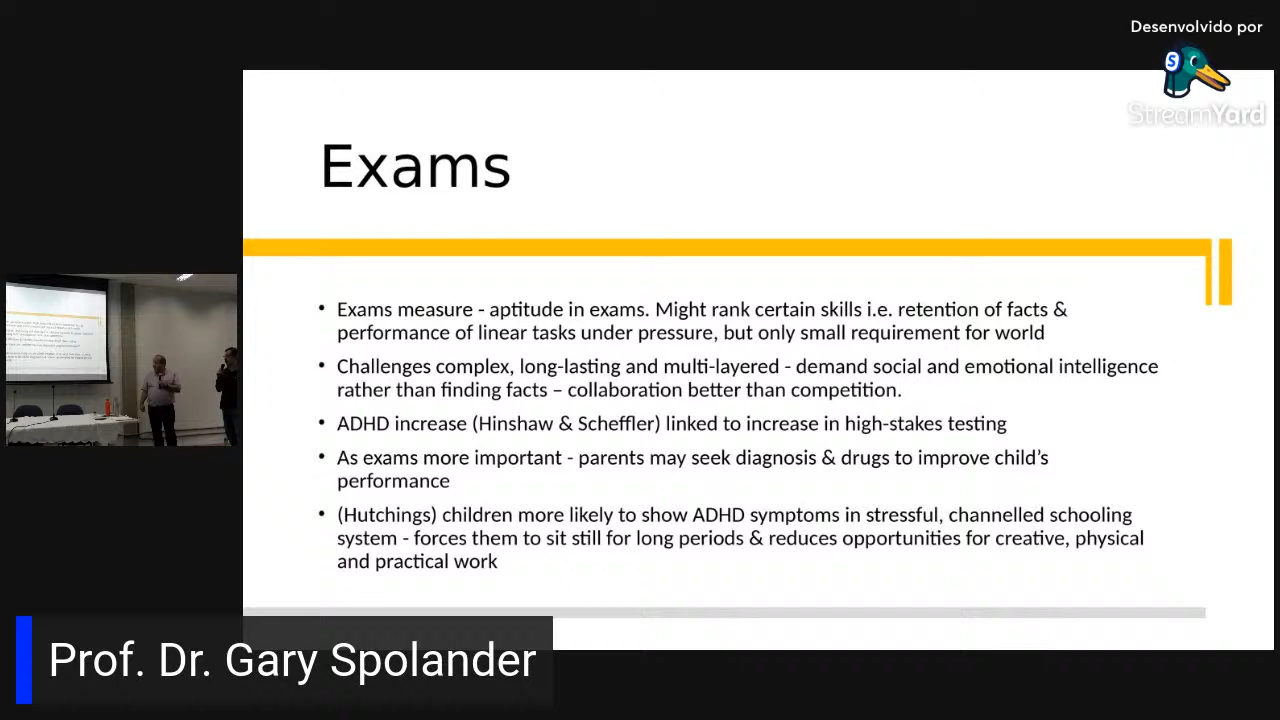 Desenvolvido por
StreamYard
Exams
• Exams measure - aptitude in exams. Might rank certain skills i.e. retention of facts &
performance of linear tasks under pressure, but only small requirement for world
• Challenges complex, long-lasting and multi-layered - demand social and emotional intelligence
rather than finding facts – collaboration better than competition.
• ADHD increase (Hinshaw & Scheffler) linked to increase in high-stakes testing
• As exams more important - parents may seek diagnosis & drugs to improve child’s
performance
• (Hutchings) children more likely to show ADHD symptoms in stressful, channelled schooling
system - forces them to sit still for long periods & reduces opportunities for creative, physical
and practical work
Prof. Dr. Gary Spolander